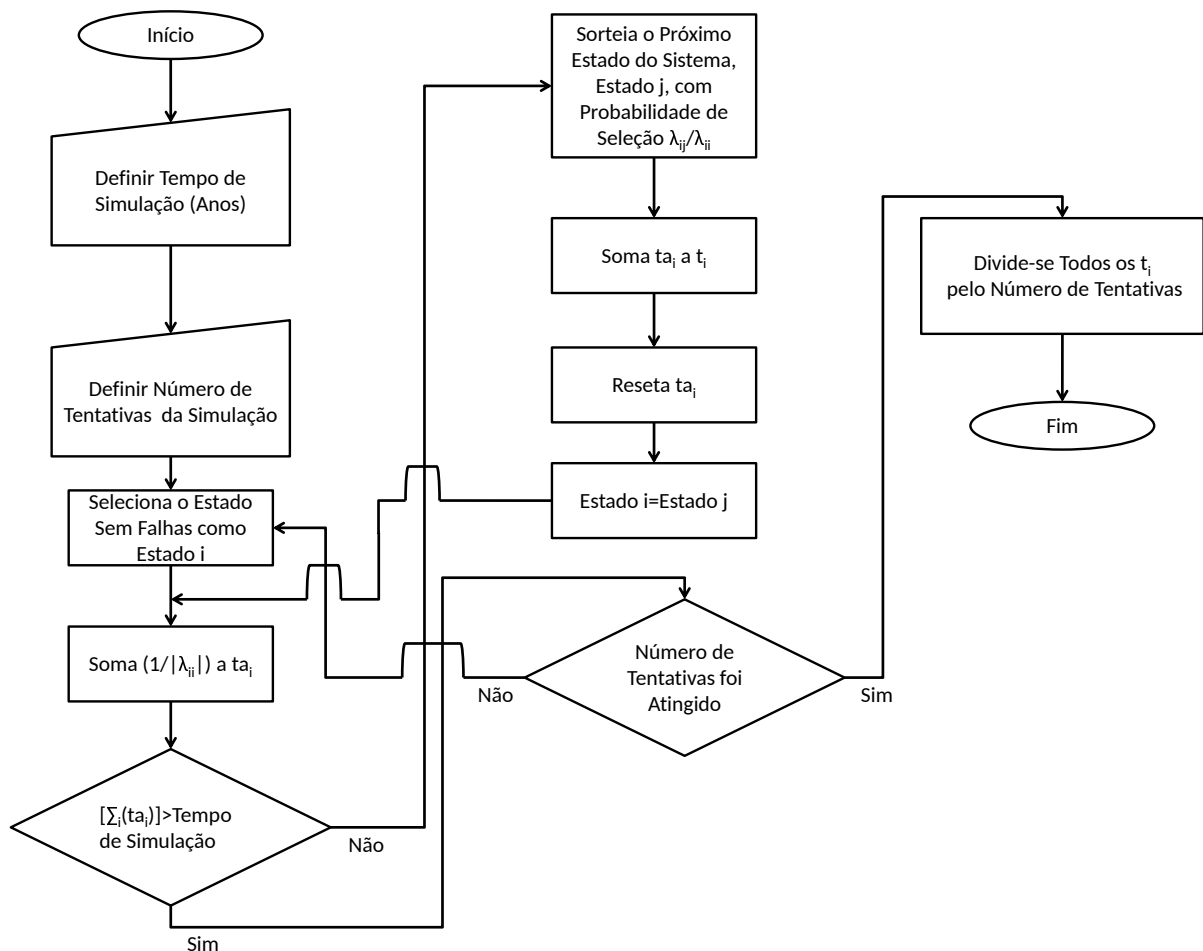 Início
Definir Tempo de
Simulação (Anos)
Definir Número de
Tentativas da Simulação
Seleciona o Estado
Sem Falhas como
Estado i
Soma (1/|λii|) a tai
[∑i(tai)]>Tempo
de Simulação
Não
Sim
Sorteia o Próximo
Estado do Sistema,
Estado j, com
Probabilidade de
Seleção λij/λii
Soma tai a ti
Reseta tai
Estado i=Estado j
Número de
Tentativas foi
Atingido
Não
Sim
Divide-se Todos os ti
pelo Número de Tentativas
Fim